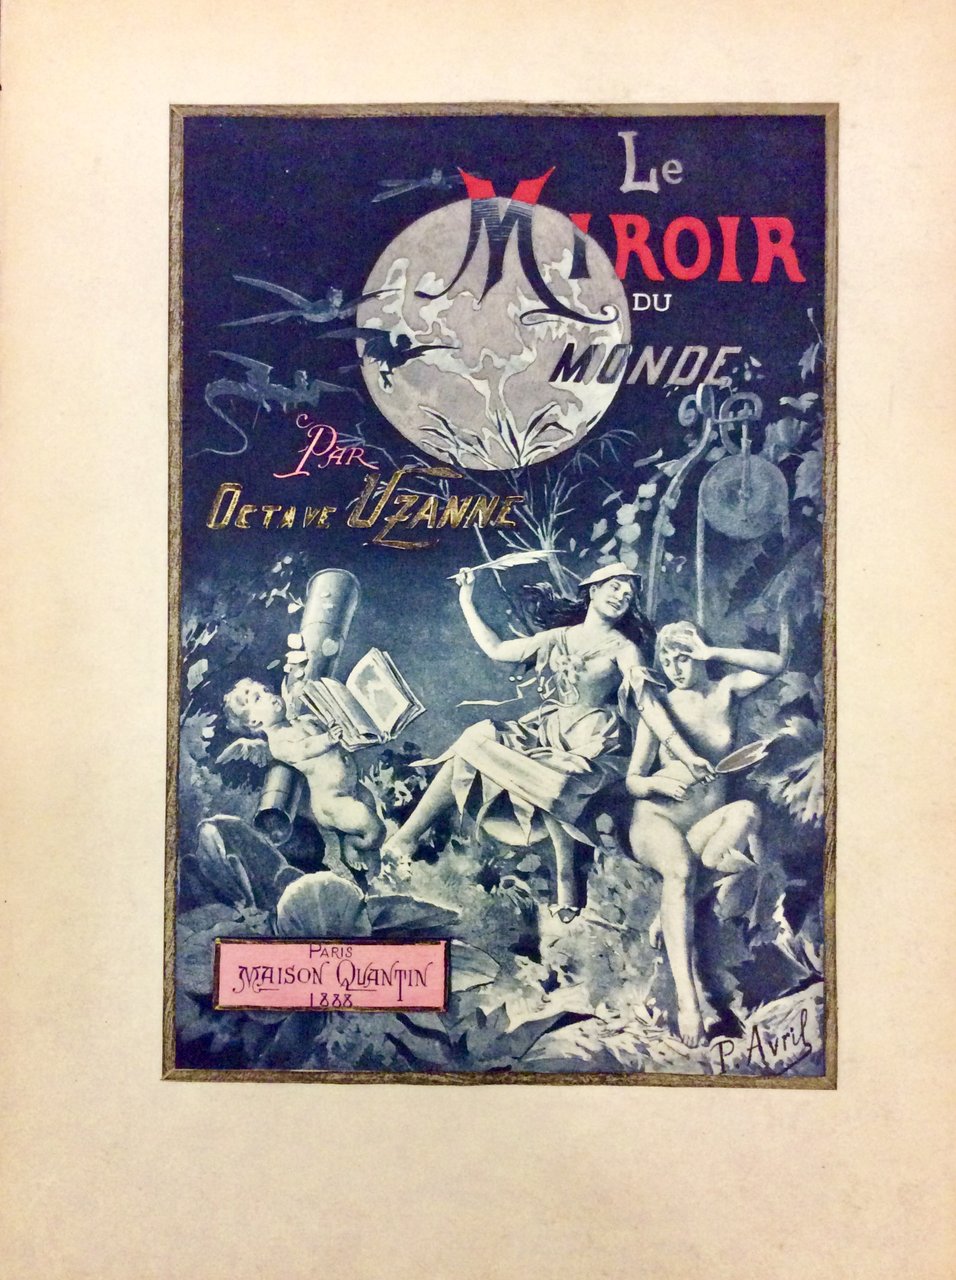 Le
MIROIR
DU
MONDE
PAR
OCTAVE UZANNE
PARIS
MAISON QUANTIN
1888
P. Avril